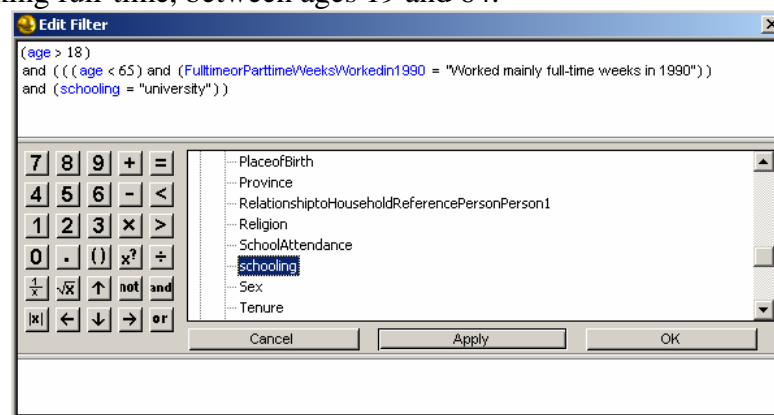 king full-time, between ages 19 and 64.
Edit Filter
(age > 18)
and (((age < 65) and (FulltimeorParttimeWeeksWorkedin1990 = "Worked mainly full-time weeks in 1990"))
and (schooling = "university"))
7 8 9 + =
4 5 6 - <
1 2 3 × >
0 . () x? ÷
1/x √x ↑ not and
|x| ← ↓ → or
PlaceofBirth
Province
RelationshiptoHouseholdReferencePersonPerson1
Religion
SchoolAttendance
schooling
Sex
Tenure
Cancel Apply OK